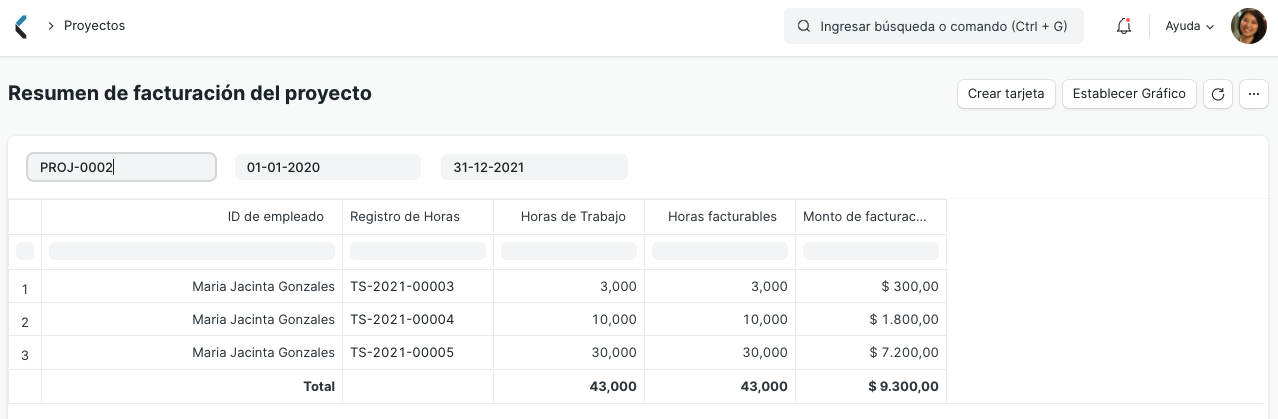 Proyectos
Ingresar búsqueda o comando (Ctrl + G)
Ayuda
Resumen de facturación del proyecto
Crear tarjeta
Establecer Gráfico
...
PROJ-0002 01-01-2020 31-12-2021
ID de empleado Registro de Horas Horas de Trabajo Horas facturables Monto de facturac...
1 Maria Jacinta Gonzales TS-2021-00003 3,000 3,000 $ 300,00
2 Maria Jacinta Gonzales TS-2021-00004 10,000 10,000 $ 1.800,00
3 Maria Jacinta Gonzales TS-2021-00005 30,000 30,000 $ 7.200,00
Total 43,000 43,000 $ 9.300,00